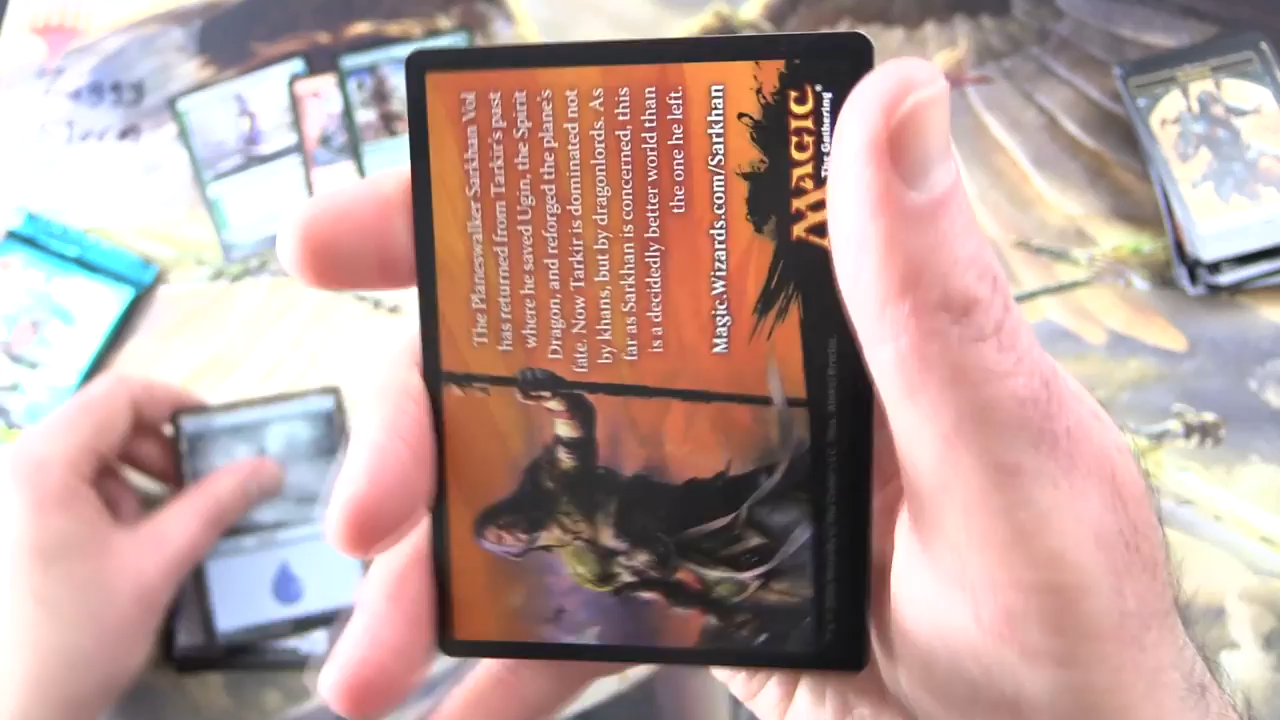 The Planeswalker Sarkhan Vol
has returned from Tarkir's past
where he saved Ugin, the Spirit
Dragon, and reforged the plane's
fate. Now Tarkir is dominated not
by khans, but by dragonlords. As
far as Sarkhan is concerned, this
is a decidedly better world than
the one he left.
Magic.Wizards.com/Sarkhan
MAGIC
The Gathering®